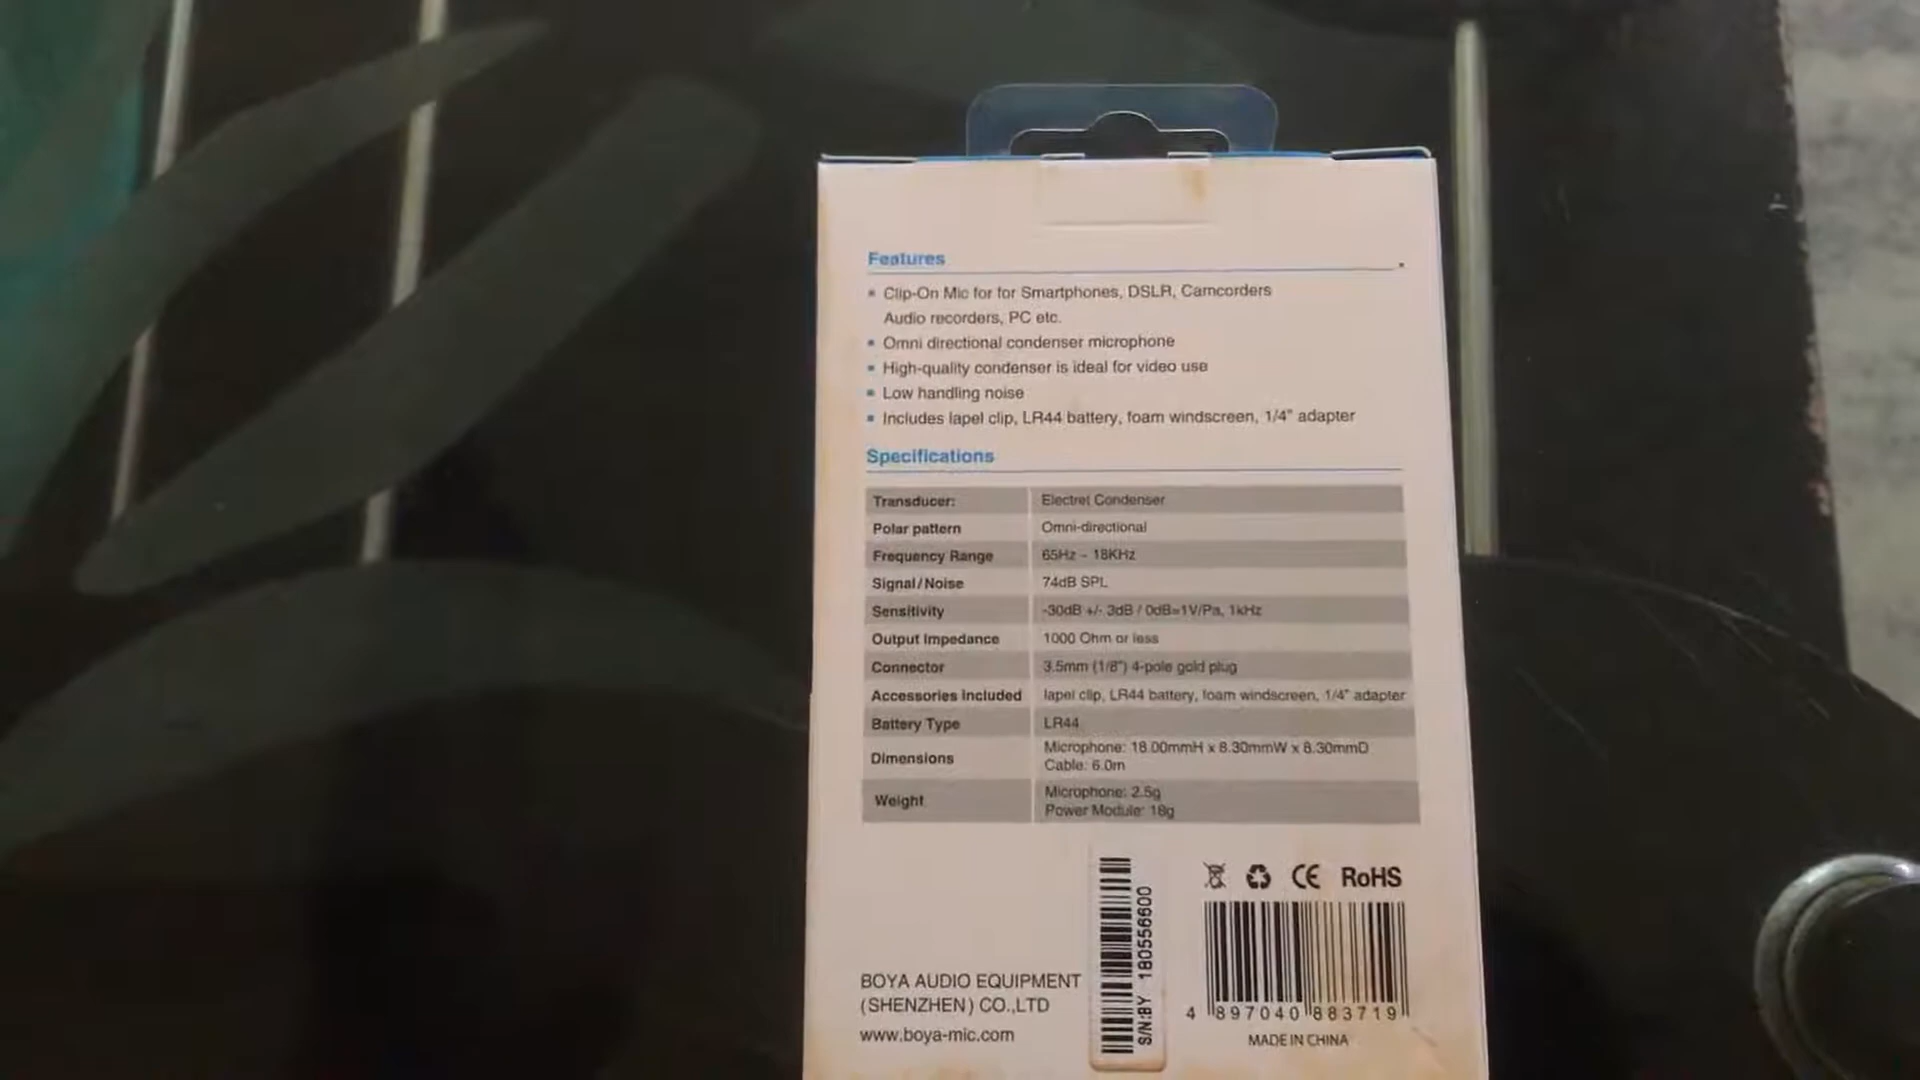 Features
Clip-On Mic for for Smartphones, DSLR, Camcorders
Audio recorders, PC etc.
Omni directional condenser microphone
High-quality condenser is ideal for video use
Low handling noise
Includes lapel clip, LR44 battery, foam windscreen, 1/4" adapter
Specifications
Transducer: Electret Condenser
Polar pattern Omni-directional
Frequency Range 65Hz ~ 18KHz
Signal/Noise 74dB SPL
Sensitivity -30dB +/- 3dB / 0dB=1V/Pa, 1kHz
Output Impedance 1000 Ohm or less
Connector 3.5mm (1/8") 4-pole gold plug
Accessories Included lapel clip, LR44 battery, foam windscreen, 1/4" adapter
Battery Type LR44
Dimensions Microphone: 18.00mmH x 8.30mmW x 8.30mmD
Cable: 6.0m
Weight Microphone: 2.5g
Power Module: 18g
CE RoHS
BOYA AUDIO EQUIPMENT
(SHENZHEN) CO.,LTD
www.boya-mic.com
S/N:BY 180556600
4 897040 883719
MADE IN CHINA